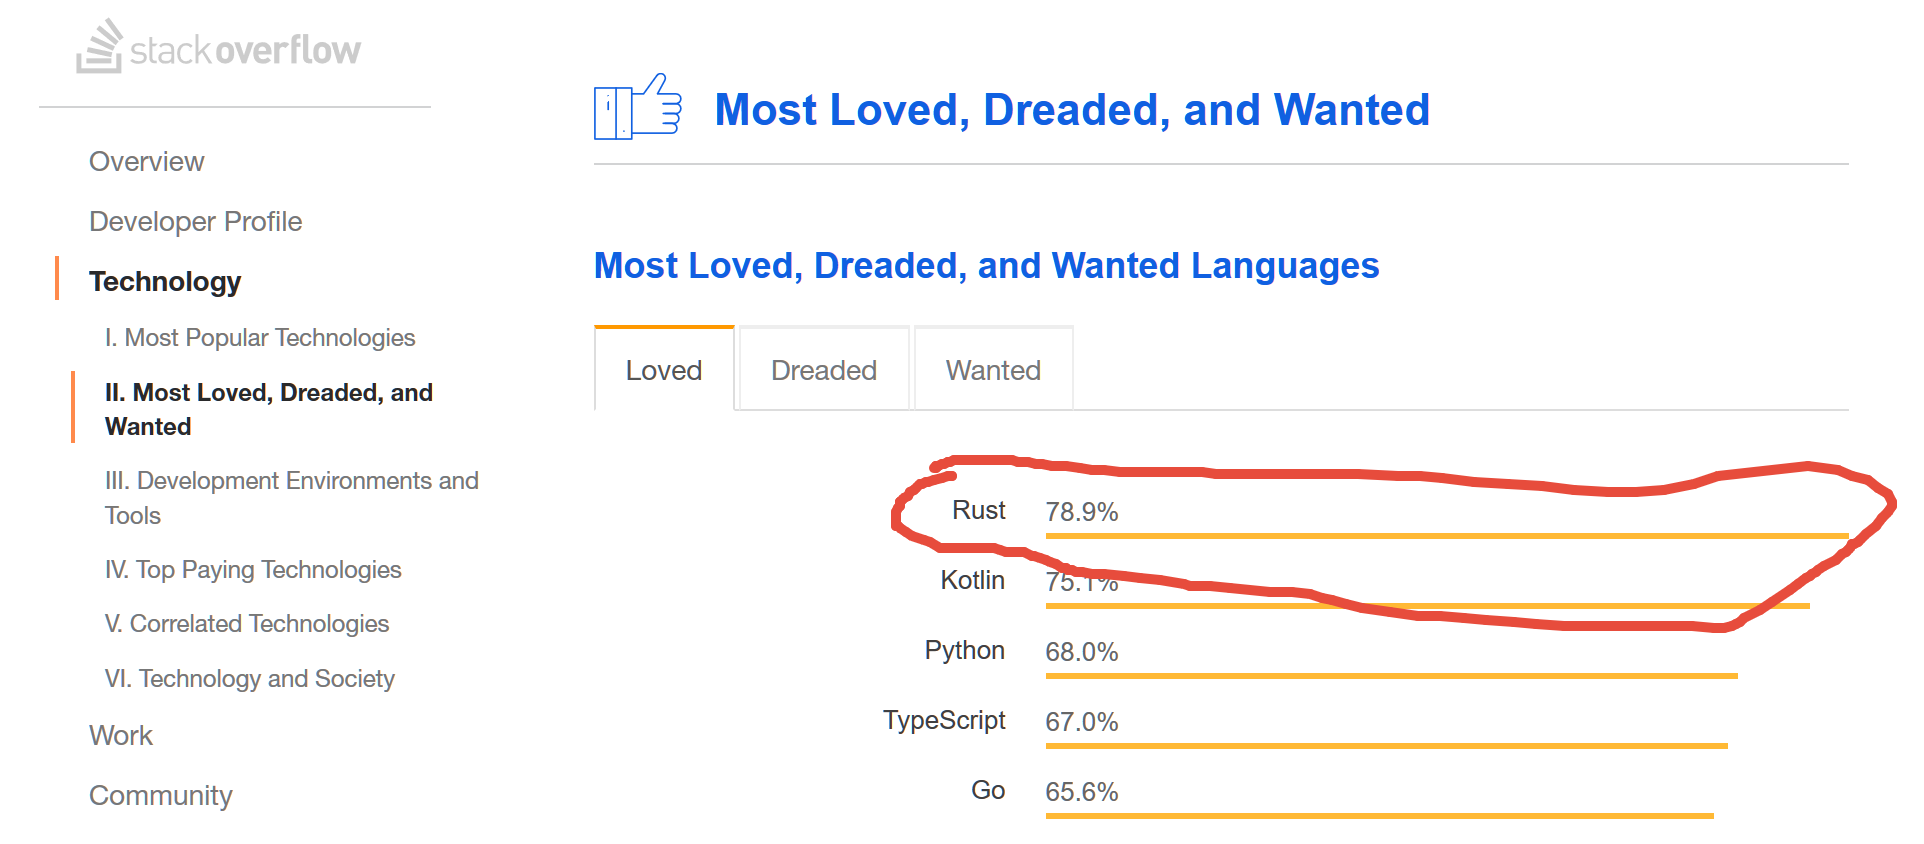 stackoverflow
Overview
Developer Profile
Technology
I. Most Popular Technologies
II. Most Loved, Dreaded, and
Wanted
III. Development Environments and
Tools
IV. Top Paying Technologies
V. Correlated Technologies
VI. Technology and Society
Work
Community
Most Loved, Dreaded, and Wanted
Most Loved, Dreaded, and Wanted Languages
Loved Dreaded Wanted
Rust 78.9%
Kotlin 75.1%
Python 68.0%
TypeScript 67.0%
Go 65.6%